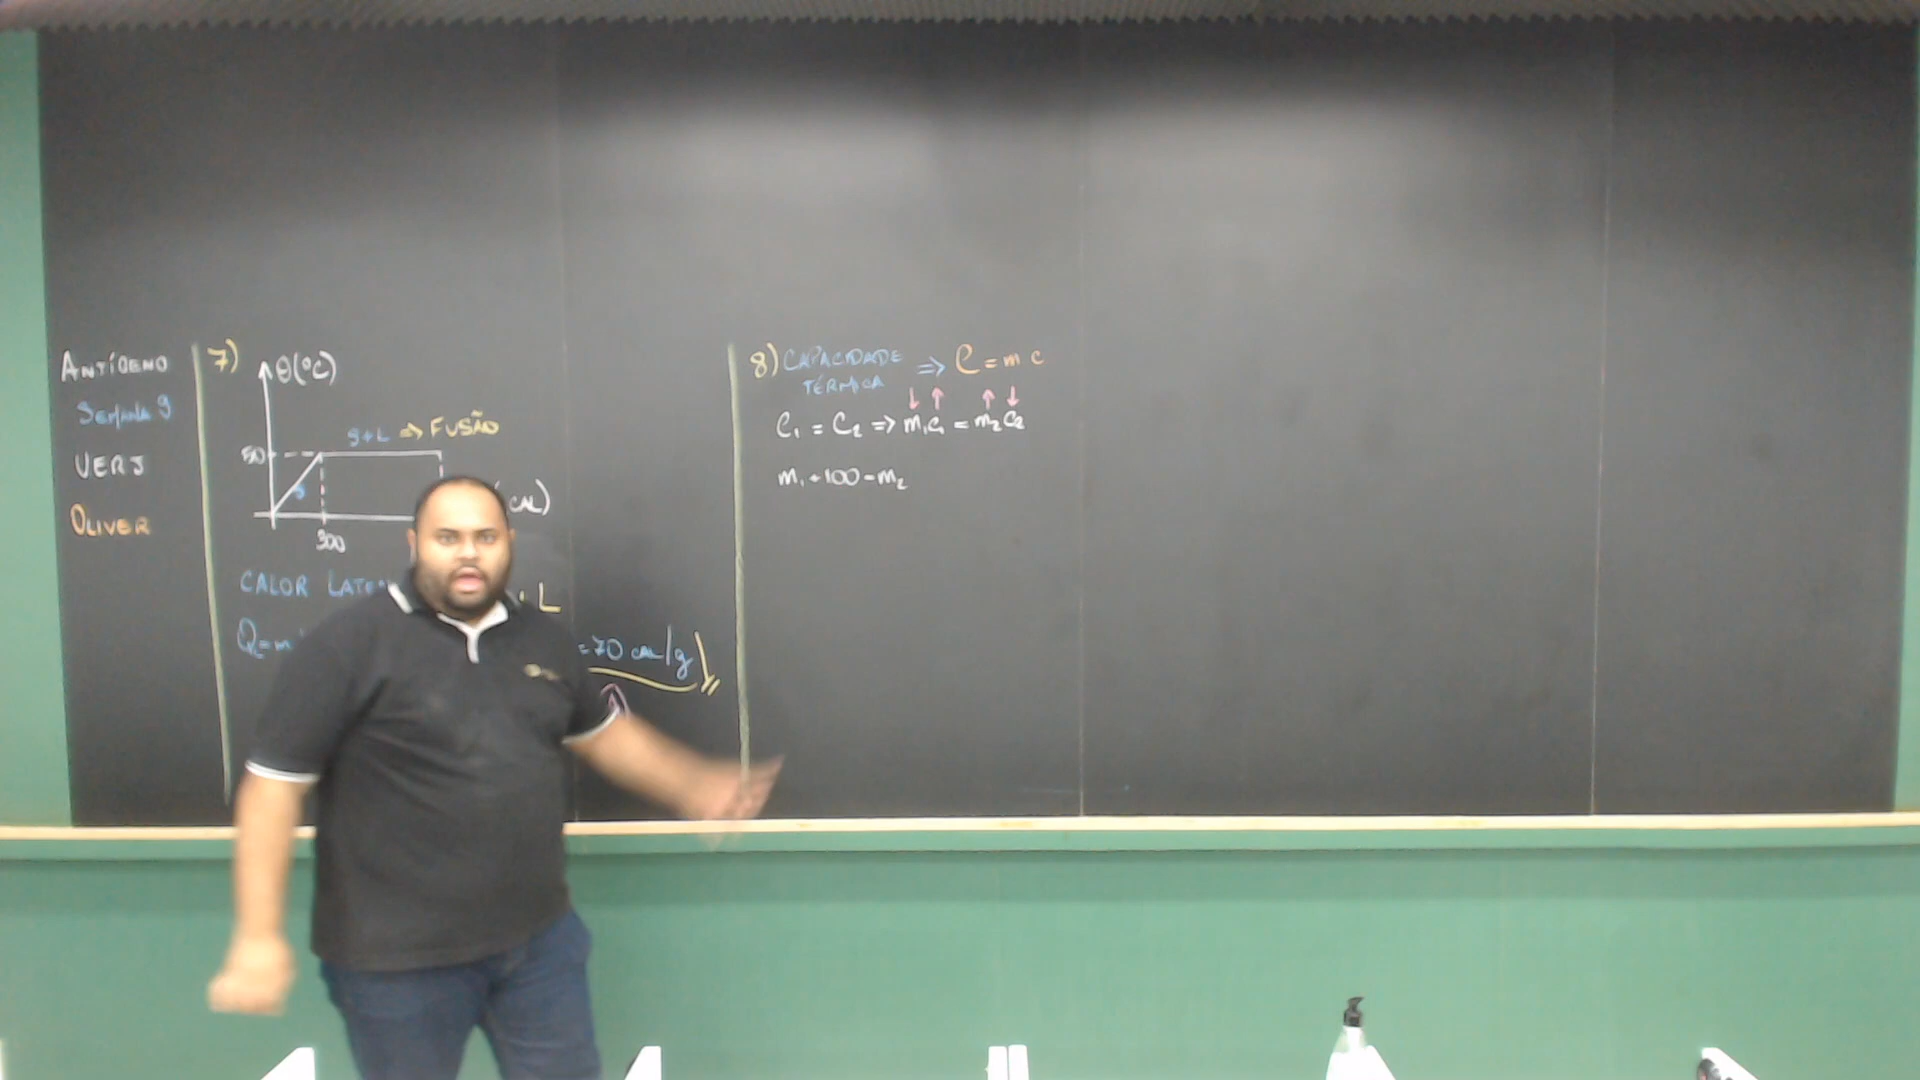 ANTÍGENO
SEMANA 9
UERJ
OLIVER
7)
θ(°C)
S+L => FUSÃO
50
S
CAL)
300
CALOR
L
Q = m
= 70 cal/g
8) CAPACIDADE TÉRMICA => C = m c
C₁ = C₂ => m₁c₁ = m₂c₂
m₁ + 100 = m₂